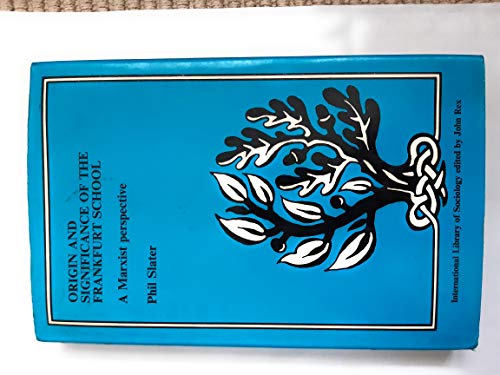 ORIGIN AND
SIGNIFICANCE OF THE
FRANKFURT SCHOOL
A Marxist perspective
Phil Slater
International Library of Sociology edited by John Rex